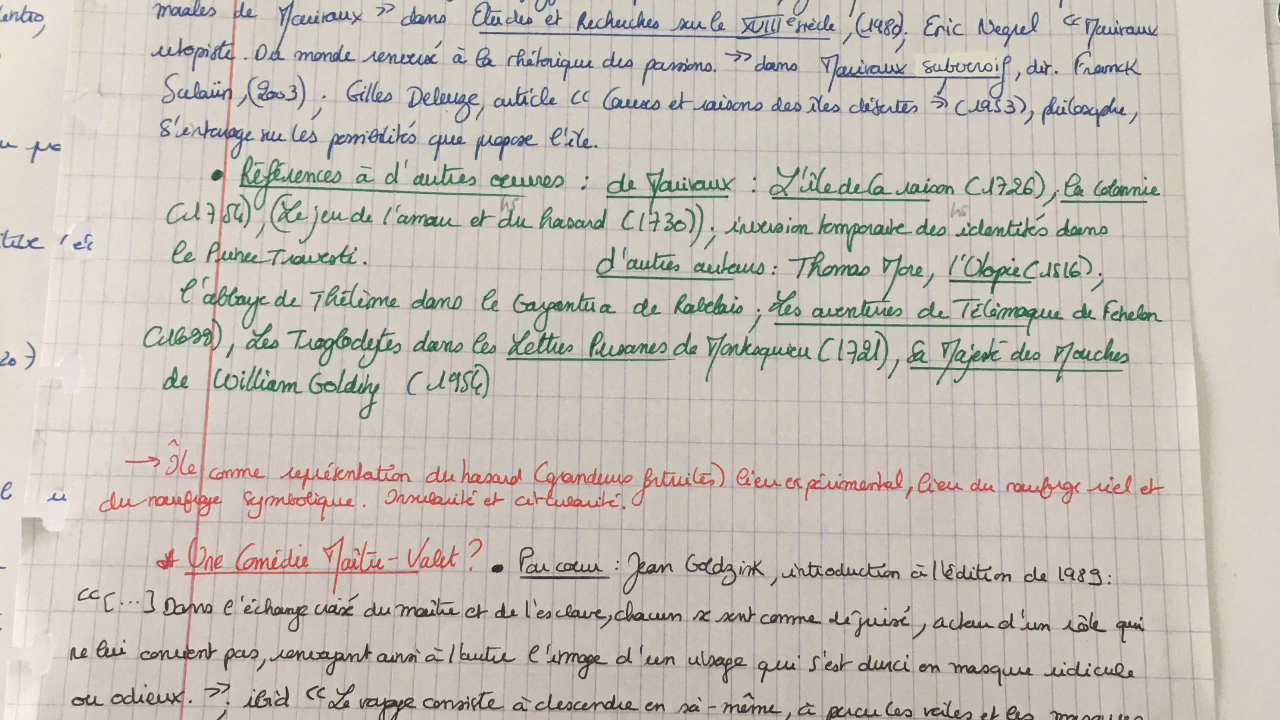 maales de Marivaux >> dans Etudes et Recherches sur le XVIIIe siècle, (1980), Eric Negrel << Marivaux
utopiste. Du monde renversé à la rhétorique des passions. >> dans Marivaux subversif, dir. Franck
Salaün, (2003) ; Gilles Deleuze, article << Causes et raisons des îles désertes >> (1953), philosophe,
s'interroge sur les possibilités que propose l'île.
• Références à d'autres œuvres : de Marivaux : L'île de la raison (1726), la Colonnie
(1754), (Le jeu de l'amour et du hasard (1730)) ; inversion temporaire des identités dans
le Prince Travesti. d'autres auteurs : Thomas More, l'Utopie (1516) ;
l'abbaye de Thélème dans le Gargantua de Rabelais ; Les aventures de Télémaque de Fénelon
(1699), Les Troglodytes dans les Lettres Persanes de Montesquieu (1721), Sa Majesté des Mouches
de William Golding (1954)
→ Île comme représentation du hasard (grandeurs fortuites) lieu expérimental, lieu du naufrage réel et
du naufrage symbolique. Insularité et circularité.
* Une Comédie Maître-Valet ? • Par cœur : Jean Goldzink, introduction à l'édition de 1989 :
<< [...] Dans l'échange croisé du maître et de l'esclave, chacun se sent comme déguisé, acteur d'un rôle qui
ne lui convient pas, renvoyant ainsi à l'autre l'image d'un usage qui s'est durci en masque ridicule
ou odieux. >> ; ibid << Le voyage consiste à descendre en soi-même, à percer les voiles et les masques